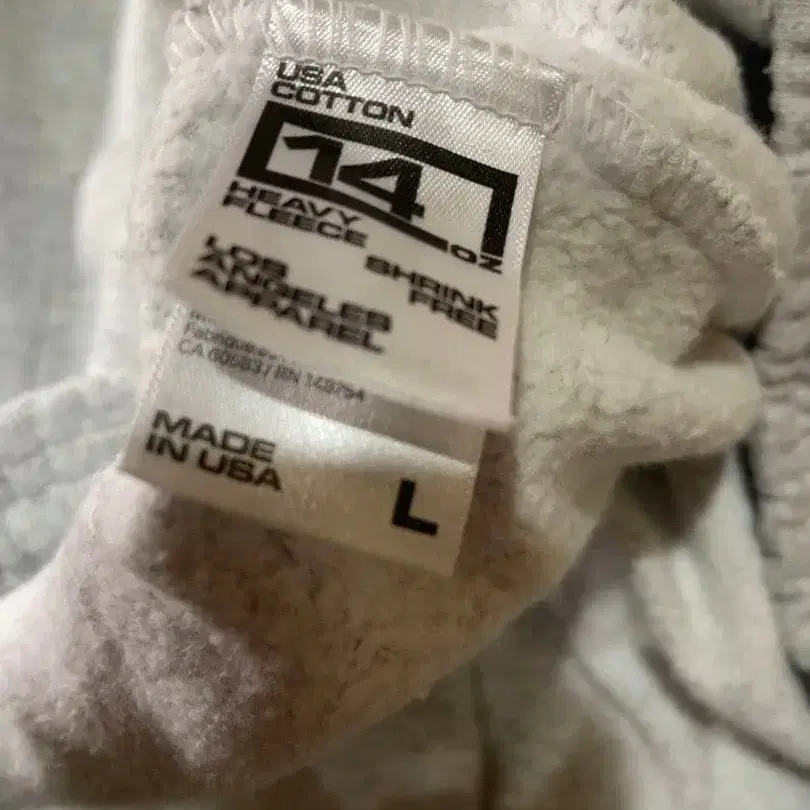 USA
COTTON
14 OZ
HEAVY
FLEECE
LOS
ANGELES
APPAREL
SHRINK
FREE
MADE
IN USA
L